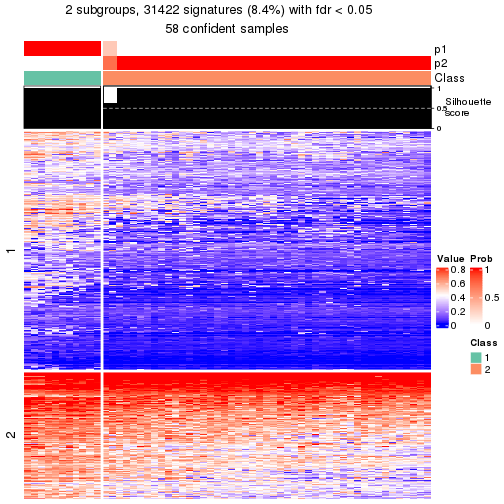 2 subgroups, 31422 signatures (8.4%) with fdr < 0.05
58 confident samples
p1
p2
Class
1
0.5
0
Silhouette
score
1
2
Value
0.8
0.6
0.4
0.2
0
Prob
1
0.5
0
Class
1
2